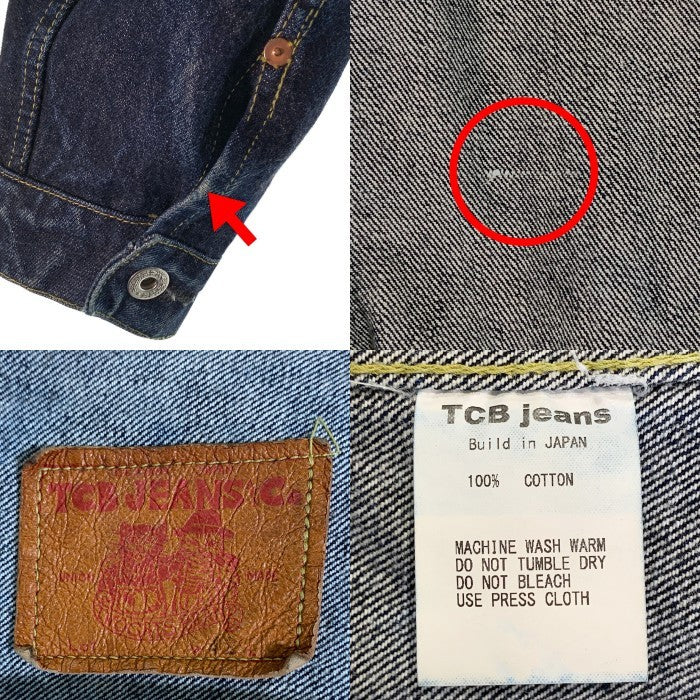 TCB JEANS Co.
TCB jeans
Build in JAPAN
100% COTTON
MACHINE WASH WARM
DO NOT TUMBLE DRY
DO NOT BLEACH
USE PRESS CLOTH